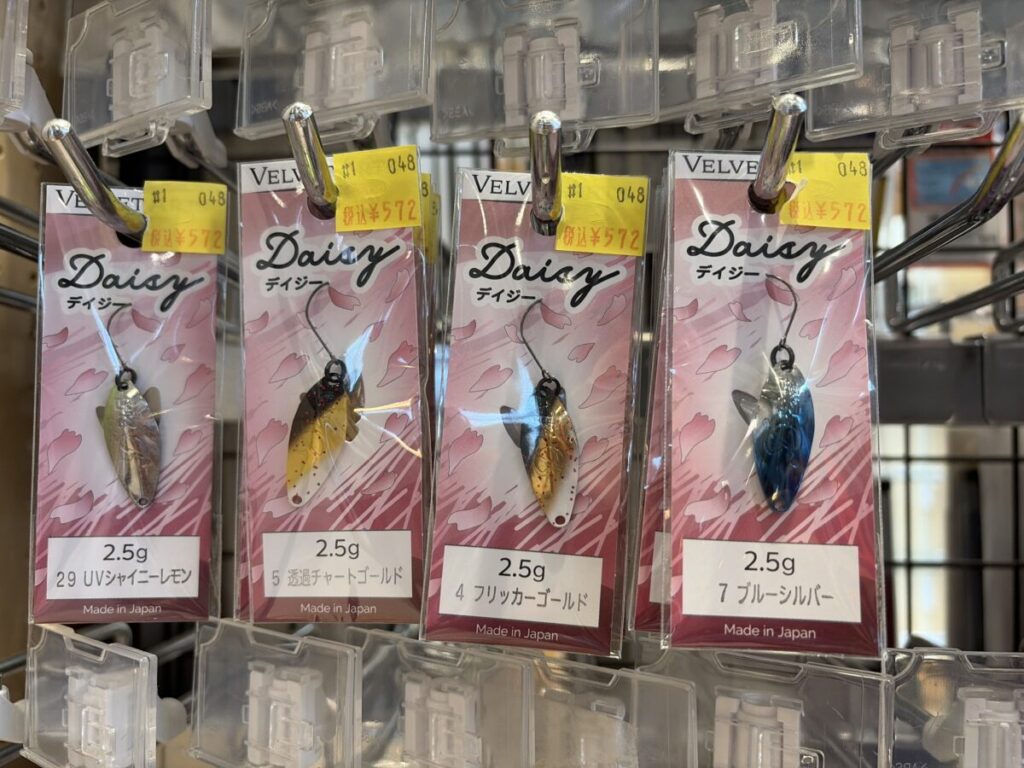 VELVET
#1 048
税込¥572
Daisy
デイジー
2.5g
29 UVシャイニーレモン
Made in Japan
VELVE
#1 048
税込¥572
Daisy
デイジー
2.5g
5 透過チャートゴールド
Made in Japan
VELV
#1 048
税込¥572
Daisy
デイジー
2.5g
4 フリッカーゴールド
Made in Japan
VELVE
#1 048
税込¥572
Daisy
デイジー
2.5g
7 ブルーシルバー
Made in Japan